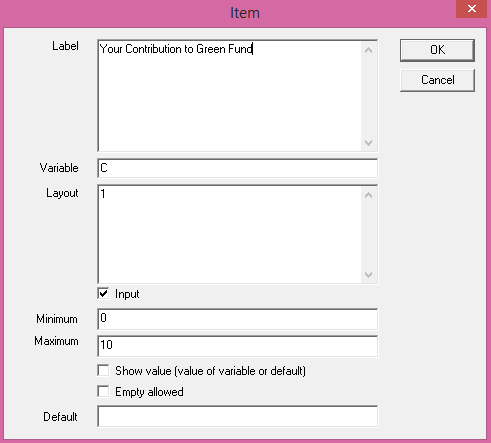 Item
Label
Your Contribution to Green Fund
OK
Cancel
Variable
C
Layout
1
Input
Minimum
0
Maximum
10
Show value (value of variable or default)
Empty allowed
Default